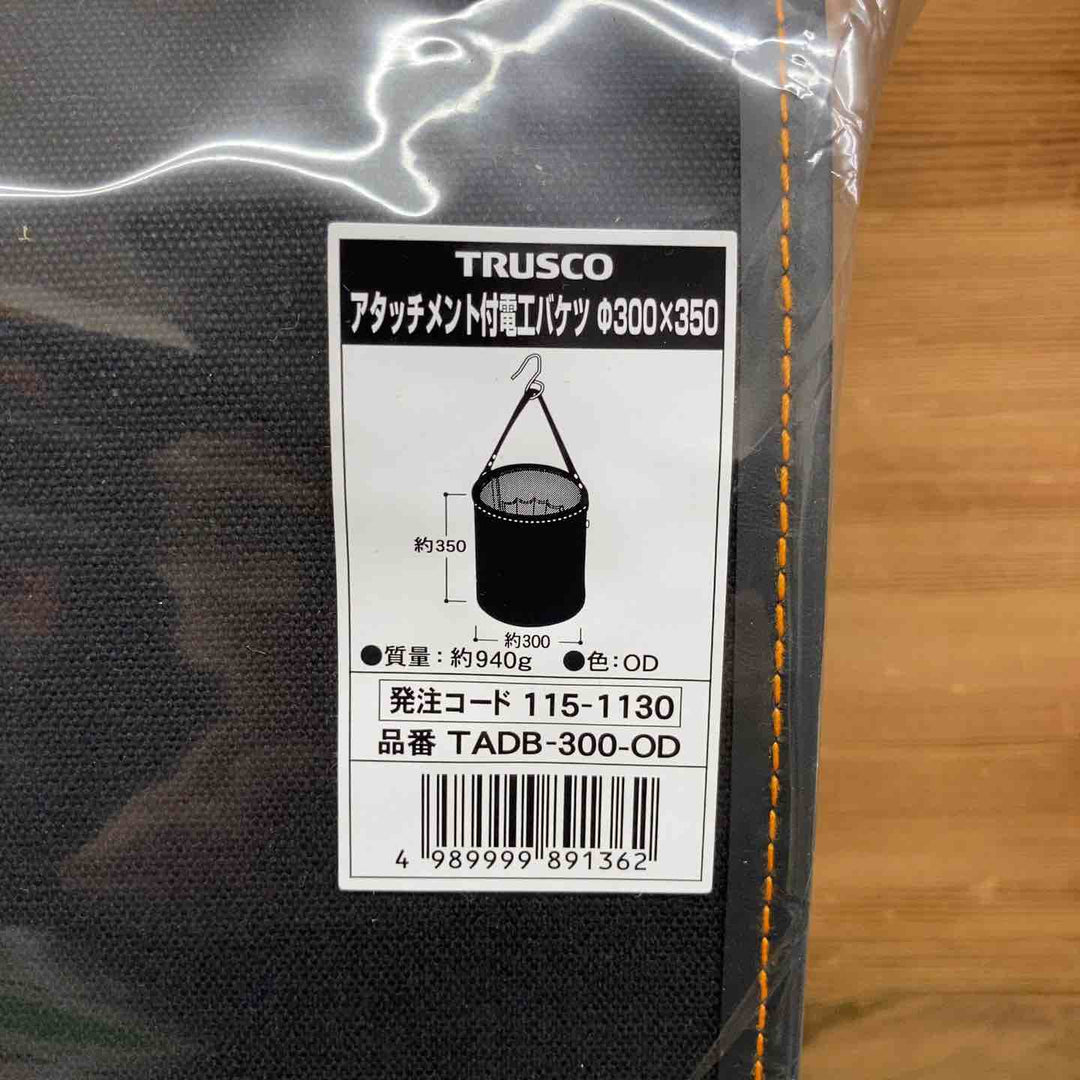 TRUSCO
アタッチメント付電工バケツ Φ300×350
約350
約300
●質量：約940g ●色：OD
発注コード 115-1130
品番 TADB-300-OD
4 989999 891362